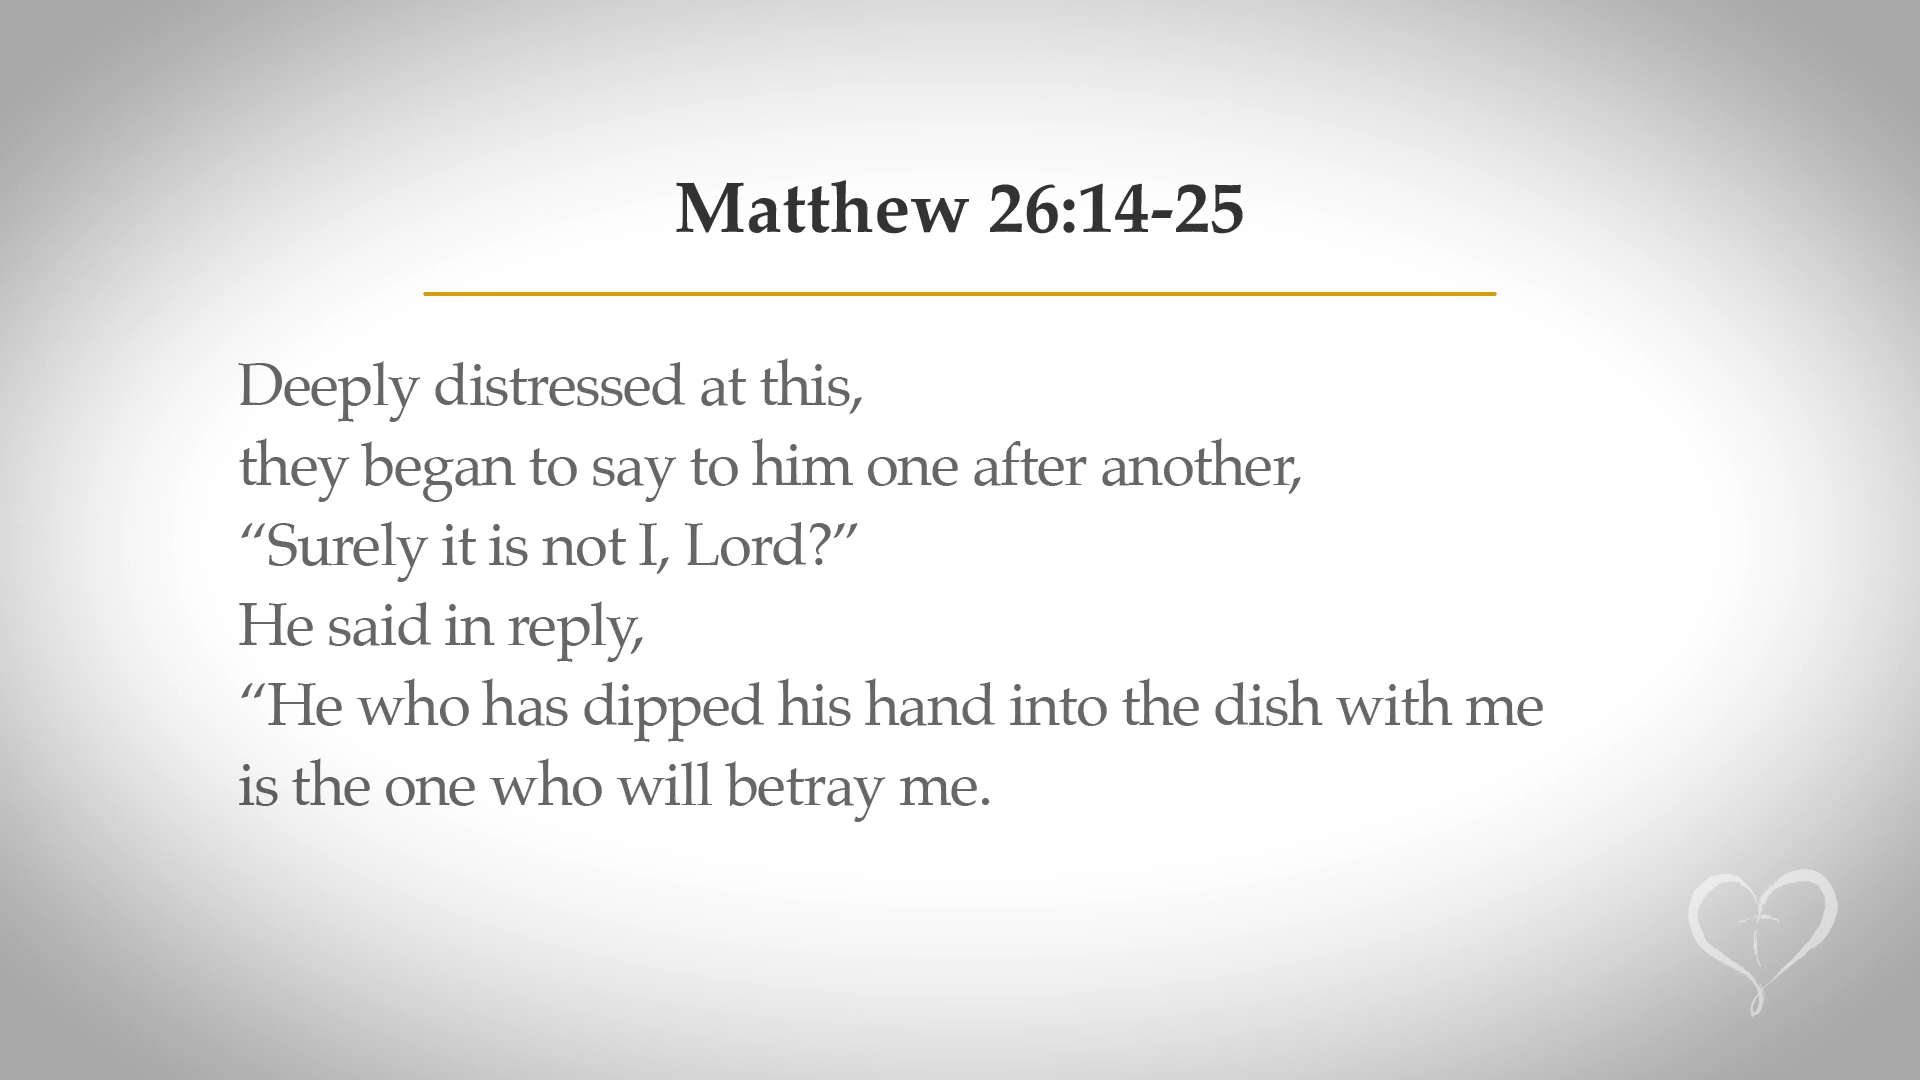 Matthew 26:14-25
Deeply distressed at this,
they began to say to him one after another,
“Surely it is not I, Lord?”
He said in reply,
“He who has dipped his hand into the dish with me
is the one who will betray me.